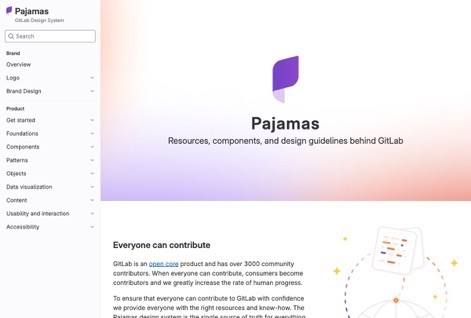 Pajamas
GitLab Design System
Search
Brand
Overview
Logo
Brand Design
Product
Get started
Foundations
Components
Patterns
Objects
Data visualization
Content
Usability and interaction
Accessibility
Pajamas
Resources, components, and design guidelines behind GitLab
Everyone can contribute
GitLab is an open core product and has over 3000 community
contributors. When everyone can contribute, consumers become
contributors and we greatly increase the rate of human progress.
To ensure that everyone can contribute to GitLab with confidence
we provide everyone with the right resources and know-how. The
Pajamas design system is the single source of truth for everything